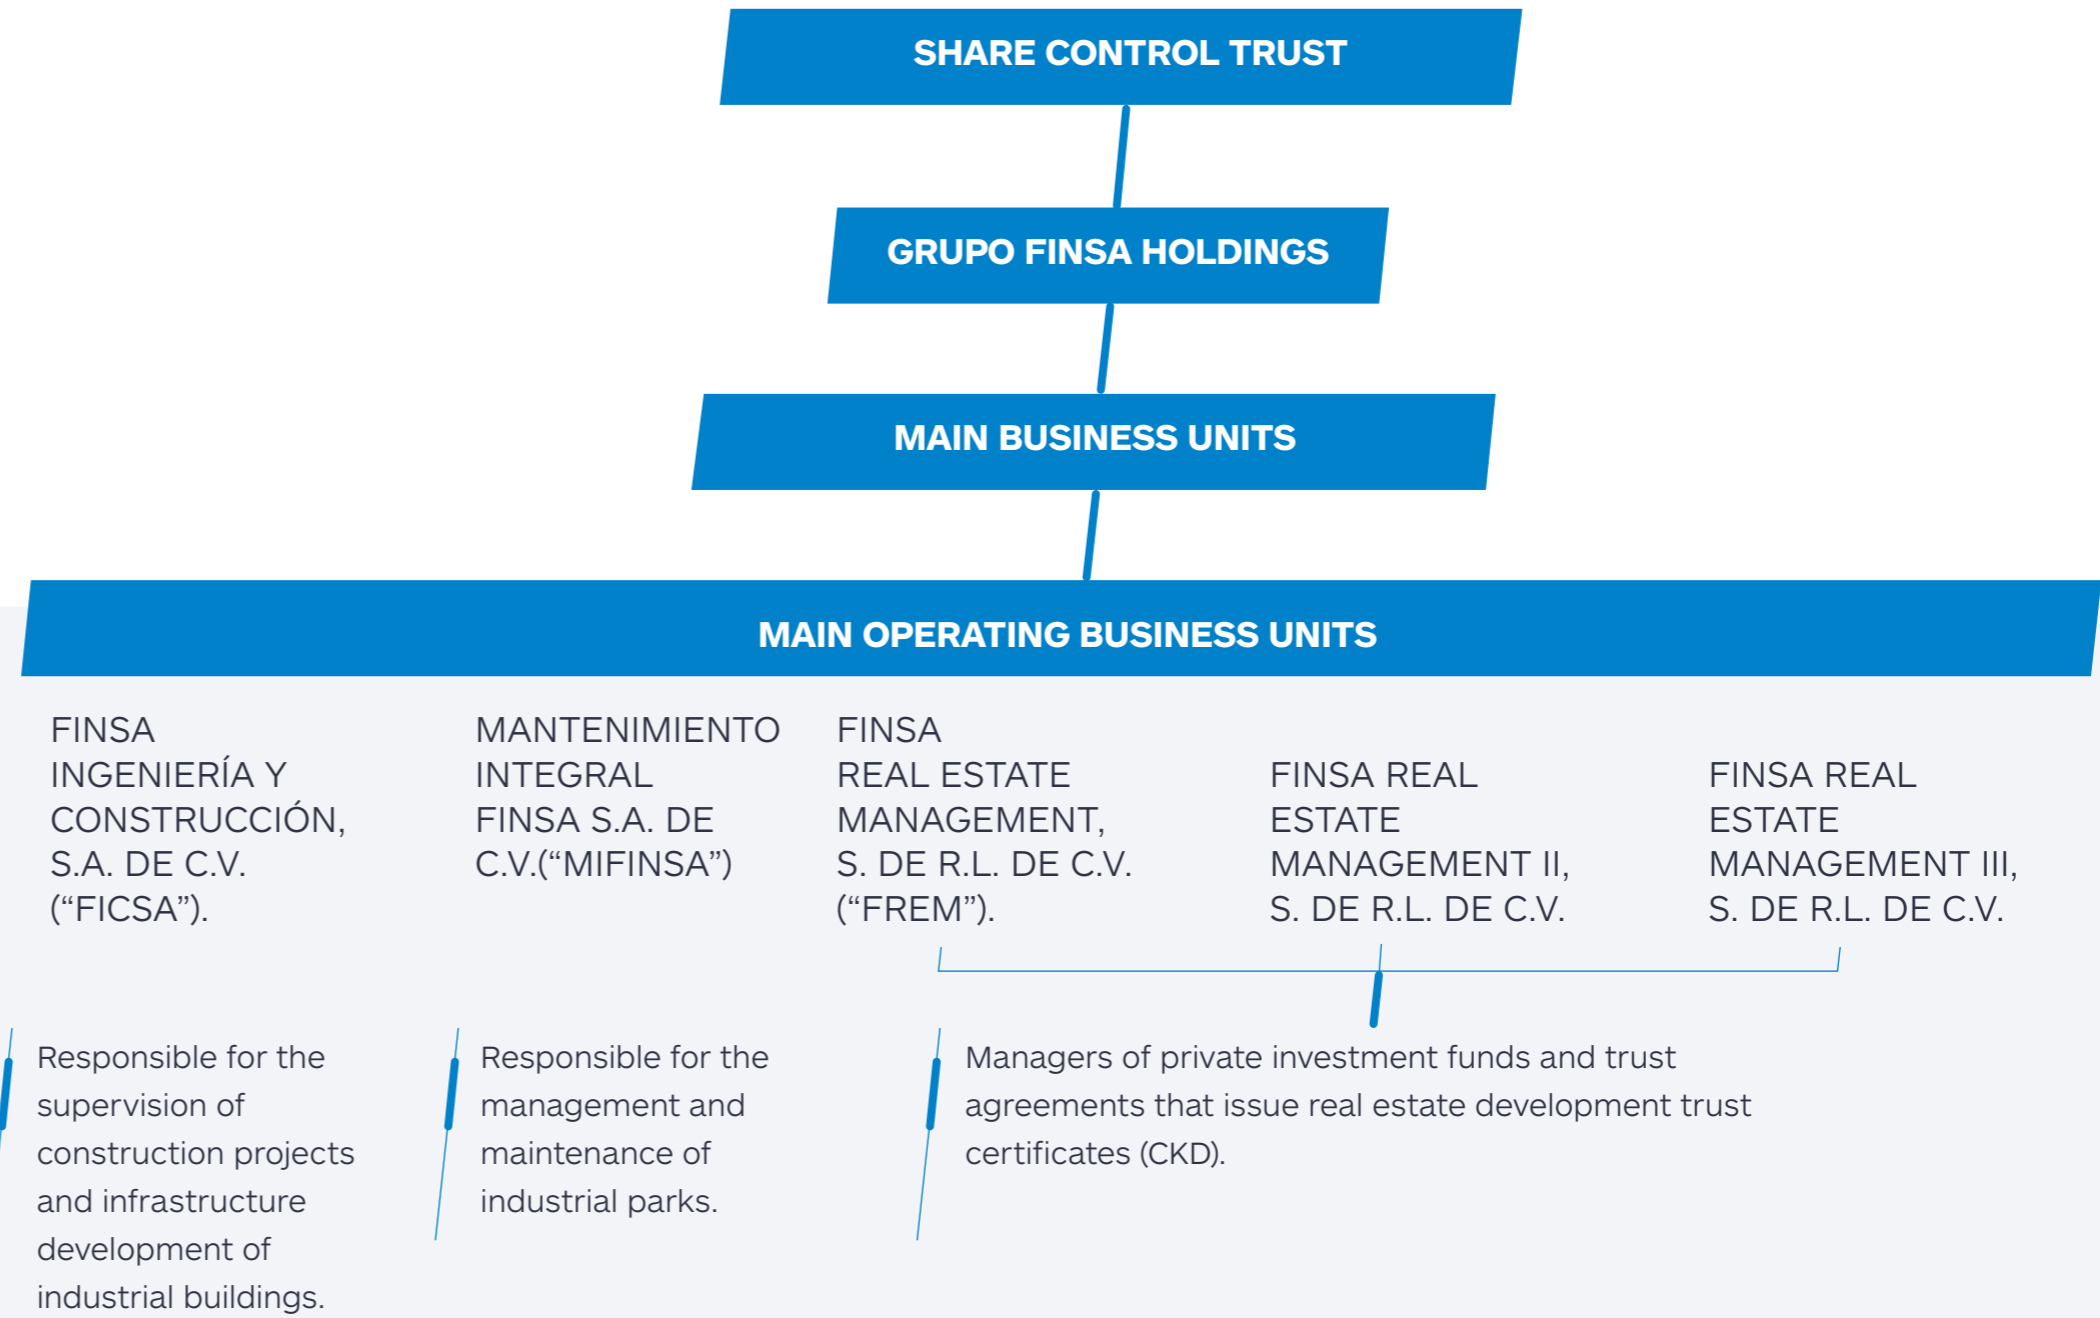 SHARE CONTROL TRUST
GRUPO FINSA HOLDINGS
MAIN BUSINESS UNITS
MAIN OPERATING BUSINESS UNITS
FINSA
INGENIERÍA Y
CONSTRUCCIÓN,
S.A. DE C.V.
(“FICSA”).
MANTENIMIENTO
INTEGRAL
FINSA S.A. DE
C.V.(“MIFINSA”)
FINSA
REAL ESTATE
MANAGEMENT,
S. DE R.L. DE C.V.
(“FREM”).
FINSA REAL
ESTATE
MANAGEMENT II,
S. DE R.L. DE C.V.
FINSA REAL
ESTATE
MANAGEMENT III,
S. DE R.L. DE C.V.
Responsible for the
supervision of
construction projects
and infrastructure
development of
industrial buildings.
Responsible for the
management and
maintenance of
industrial parks.
Managers of private investment funds and trust
agreements that issue real estate development trust
certificates (CKD).